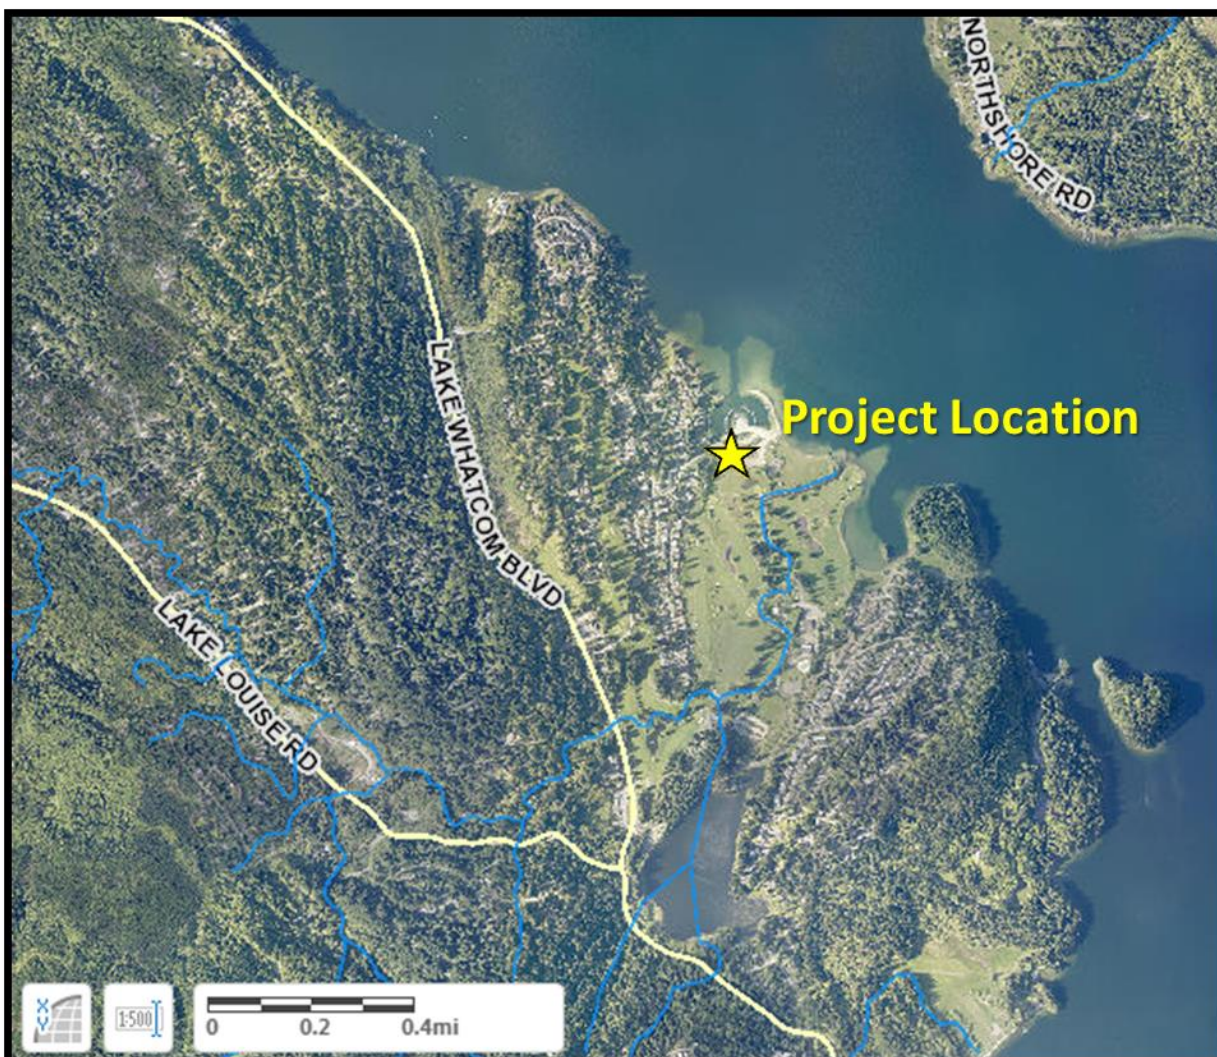 NORTHSHORE RD
LAKE WHATCOM BLVD
Project Location
LAKE LOUISE RD
X
Y
1:500
0 0.2 0.4mi